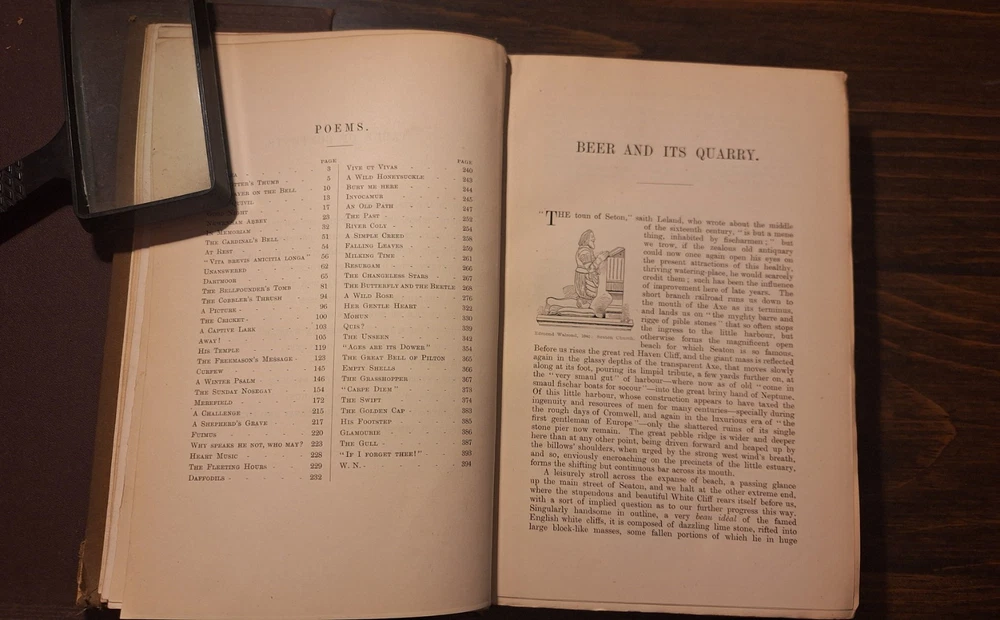 POEMS.
PAGE
3
TTER'S THUMB 5
AYER ON THE BELL 10
13
17
ABBEY 23
IN MEMORIAM 32
THE CARDINAL'S BELL 51
AT REST 54
"VITA BREVIS AMICITIA LONGA" 56
UNANSWERED 62
DARTMOOR 65
THE BELLFOUNDER'S TOMB 81
THE COBBLER'S THRUSH 94
A PICTURE 96
THE CRICKET 100
A CAPTIVE LARK 103
AWAY! 105
HIS TEMPLE 119
THE FREEMASON'S MESSAGE 123
CURFEW 145
A WINTER PSALM 146
THE SUNDAY NOSEGAY 154
MEREFIELD 172
A CHALLENGE 215
A SHEPHERD'S GRAVE 217
FUIMUS 220
WHY SPEAKS HE NOT, WHO MAY? 223
HEART MUSIC 228
THE FLEETING HOURS 229
DAFFODILS 232
PAGE
VIVE UT VIVAS 240
A WILD HONEYSUCKLE 243
BURY ME HERE 244
INVOCAMUR 245
AN OLD PATH 247
THE PAST 252
RIVER COLY 254
A SIMPLE CREED 258
FALLING LEAVES 259
MILKING TIME 261
RESURGAM 266
THE CHANGELESS STARS 267
THE BUTTERFLY AND THE BEETLE 268
A WILD ROSE 276
HER GENTLE HEART 322
MOHUN 330
QUIS? 339
THE UNSEEN 342
"AGES ARE ITS DOWER" 354
THE GREAT BELL OF PILTON 365
EMPTY SHELLS 366
THE GRASSHOPPER 367
"CARPE DIEM" 373
THE SWIFT 374
THE GOLDEN CAP 383
HIS FOOTSTEP 385
GLAMOURIE 386
THE GULL 387
"IF I FORGET THEE!" 393
W. N. 394
BEER AND ITS QUARRY.
"THE toun of Seton," saith Leland, who wrote about the middle
of the sixteenth century, "is but a mene
thing, inhabited by fischarmen;" but
we trow, if the zealous old antiquary
could now once again open his eyes on
the present attractions of this healthy,
thriving watering-place, he would scarcely
credit them; such has been the influence
of improvement here of late years. The
short branch railroad runs us down to
the mouth of the Axe as its terminus,
and lands us on "the myghty barre and
rigge of pible stones" that so often stops
the ingress to the little harbour, but
otherwise forms the magnificent open
beach for which Seaton is so famous.
Before us rises the great red Haven Cliff, and the giant mass is reflected
again in the glassy depths of the transparent Axe, that moves slowly
along at its foot, pouring its limpid tribute, a few yards further on, at
the "very smaul gut" of harbour—where now as of old "come in
smaul fischar boats for socour"—into the great briny hand of Neptune.
Of this little harbour, whose construction appears to have taxed the
ingenuity and resources of men for many centuries—specially during
the rough days of Cromwell, and again in the luxurious era of "the
first gentleman of Europe"—only the shattered ruins of its single
stone pier now remain. The great pebble ridge is wider and deeper
here than at any other point, being driven forward and heaped up by
the billows' shoulders, when urged by the strong west wind's breath,
and so, enviously encroaching on the precincts of the little estuary,
forms the shifting but continuous bar across its mouth.
A leisurely stroll across the expanse of beach, a passing glance
up the main street of Seaton, and we halt at the other extreme end,
where the stupendous and beautiful White Cliff rears itself before us,
with a sort of implied question as to our further progress this way.
Singularly handsome in outline, a very beau ideal of the famed
English white cliffs, it is composed of dazzling lime stone, rifted into
large block-like masses, some fallen portions of which lie in huge